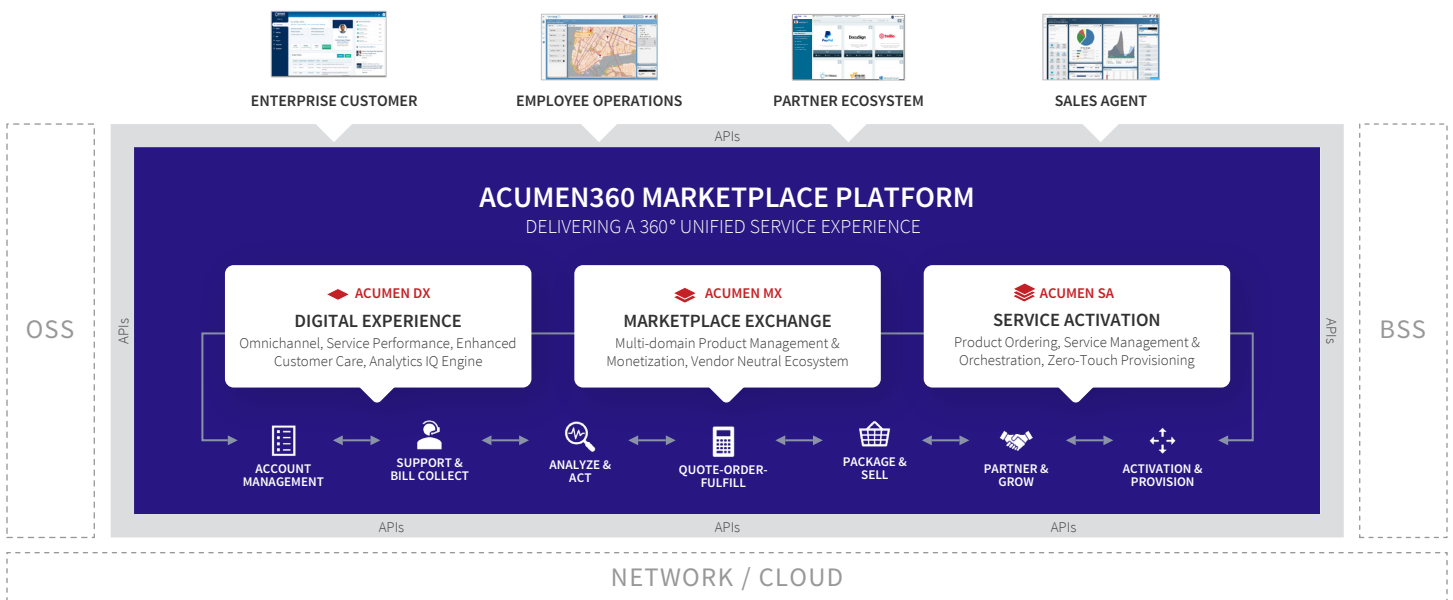 PayPal
DocuSign
twilio
ENTERPRISE CUSTOMER
EMPLOYEE OPERATIONS
PARTNER ECOSYSTEM
SALES AGENT
APIs
ACUMEN360 MARKETPLACE PLATFORM
DELIVERING A 360° UNIFIED SERVICE EXPERIENCE
OSS
APIs
ACUMEN DX
DIGITAL EXPERIENCE
Omnichannel, Service Performance, Enhanced
Customer Care, Analytics IQ Engine
ACUMEN MX
MARKETPLACE EXCHANGE
Multi-domain Product Management &
Monetization, Vendor Neutral Ecosystem
ACUMEN SA
SERVICE ACTIVATION
Product Ordering, Service Management &
Orchestration, Zero-Touch Provisioning
APIs
BSS
ACCOUNT
MANAGEMENT
SUPPORT &
BILL COLLECT
ANALYZE &
ACT
QUOTE-ORDER-
FULFILL
PACKAGE &
SELL
PARTNER &
GROW
ACTIVATION &
PROVISION
APIs
APIs
APIs
NETWORK / CLOUD